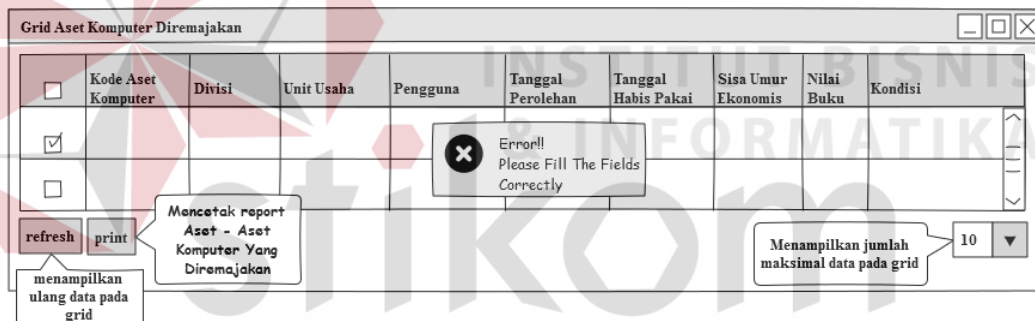 Grid Aset Komputer Diremajakan
INSTITUT BISNIS
Kode Aset
Komputer
Divisi
Unit Usaha
Pengguna
Tanggal
Perolehan
Tanggal
Habis Pakai
Sisa Umur
Ekonomis
Nilai
Buku
Kondisi
& INFORMATIKA
Error!!
Please Fill The Fields
Correctly
stikom
refresh
print
Mencetak report
Aset - Aset
Komputer Yang
Diremajakan
Menampilkan jumlah
maksimal data pada grid
10
menampilkan
ulang data pada
grid